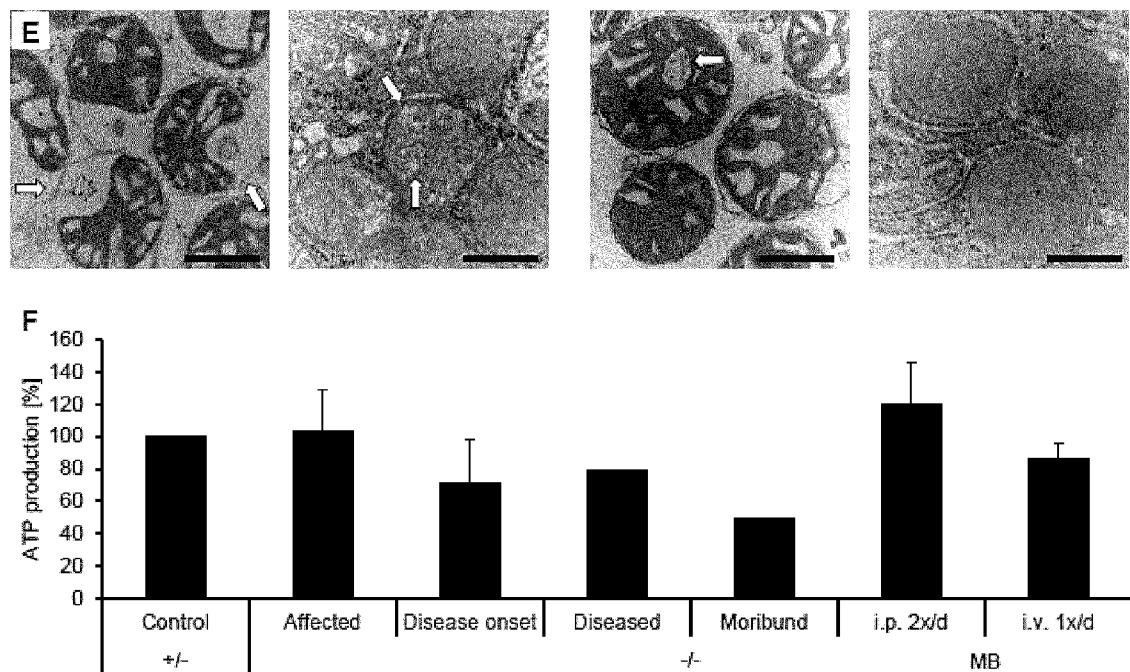 E
F
160
140
120
100
80
60
40
20
0
ATP production [%]
Control Affected Disease onset Diseased Moribund i.p. 2x/d i.v. 1x/d
+/- -/- MB